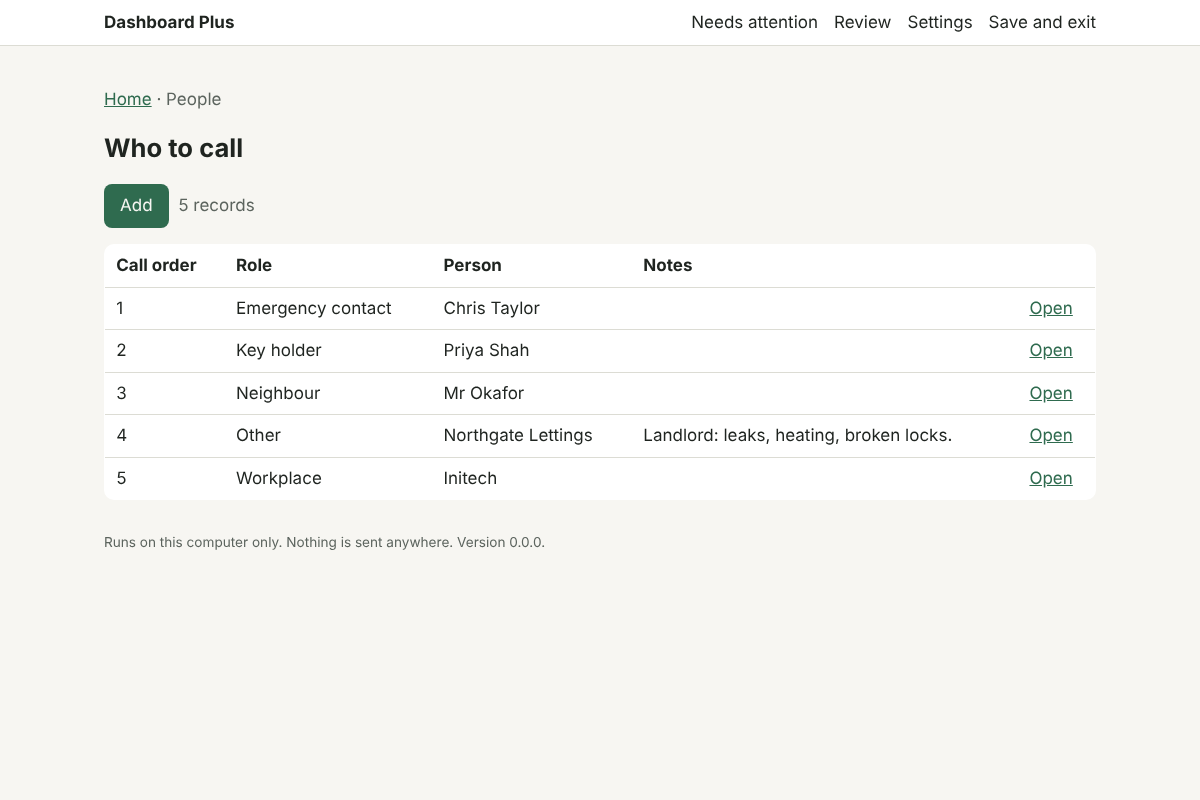 Dashboard Plus Needs attention Review Settings Save and exit
Home · People
Who to call
Add 5 records
Call order Role Person Notes
1 Emergency contact Chris Taylor Open
2 Key holder Priya Shah Open
3 Neighbour Mr Okafor Open
4 Other Northgate Lettings Landlord: leaks, heating, broken locks. Open
5 Workplace Initech Open
Runs on this computer only. Nothing is sent anywhere. Version 0.0.0.